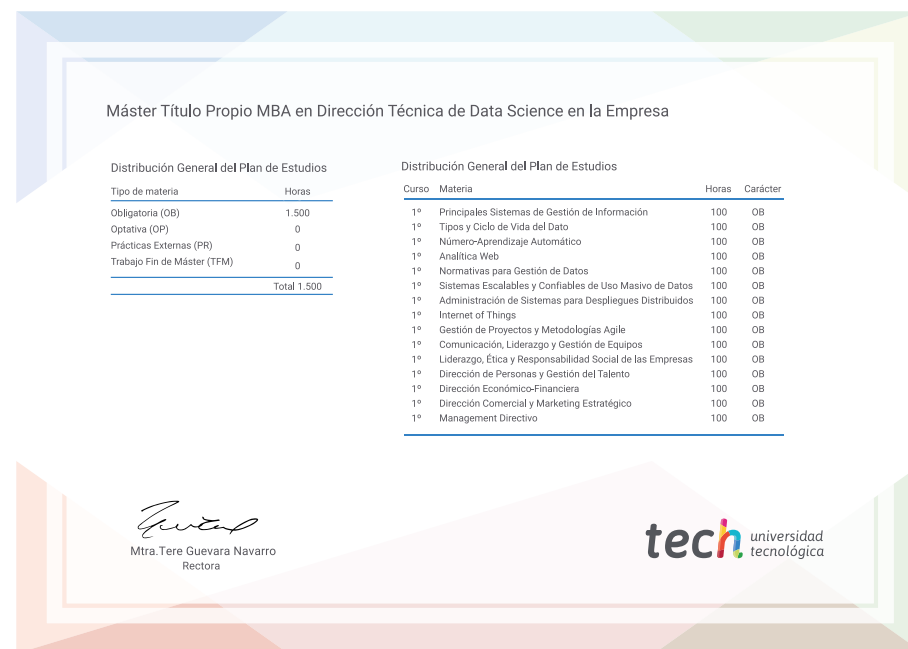 Máster Título Propio MBA en Dirección Técnica de Data Science en la Empresa
Distribución General del Plan de Estudios
Tipo de materia Horas
Obligatoria (OB) 1.500
Optativa (OP) 0
Prácticas Externas (PR) 0
Trabajo Fin de Máster (TFM) 0
Total 1.500
Distribución General del Plan de Estudios
Curso Materia Horas Carácter
1º Principales Sistemas de Gestión de Información 100 OB
1º Tipos y Ciclo de Vida del Dato 100 OB
1º Número-Aprendizaje Automático 100 OB
1º Analítica Web 100 OB
1º Normativas para Gestión de Datos 100 OB
1º Sistemas Escalables y Confiables de Uso Masivo de Datos 100 OB
1º Administración de Sistemas para Despliegues Distribuidos 100 OB
1º Internet of Things 100 OB
1º Gestión de Proyectos y Metodologías Agile 100 OB
1º Comunicación, Liderazgo y Gestión de Equipos 100 OB
1º Liderazgo, Ética y Responsabilidad Social de las Empresas 100 OB
1º Dirección de Personas y Gestión del Talento 100 OB
1º Dirección Económico-Financiera 100 OB
1º Dirección Comercial y Marketing Estratégico 100 OB
1º Management Directivo 100 OB
Mtra.Tere Guevara Navarro
Rectora
tech universidad
tecnológica